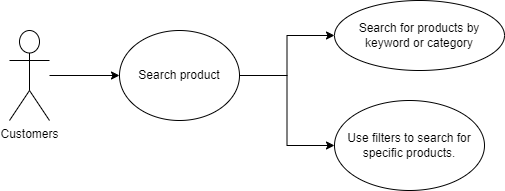 Search for products by
keyword or category
Search product
Customers
Use filters to search for
specific products.